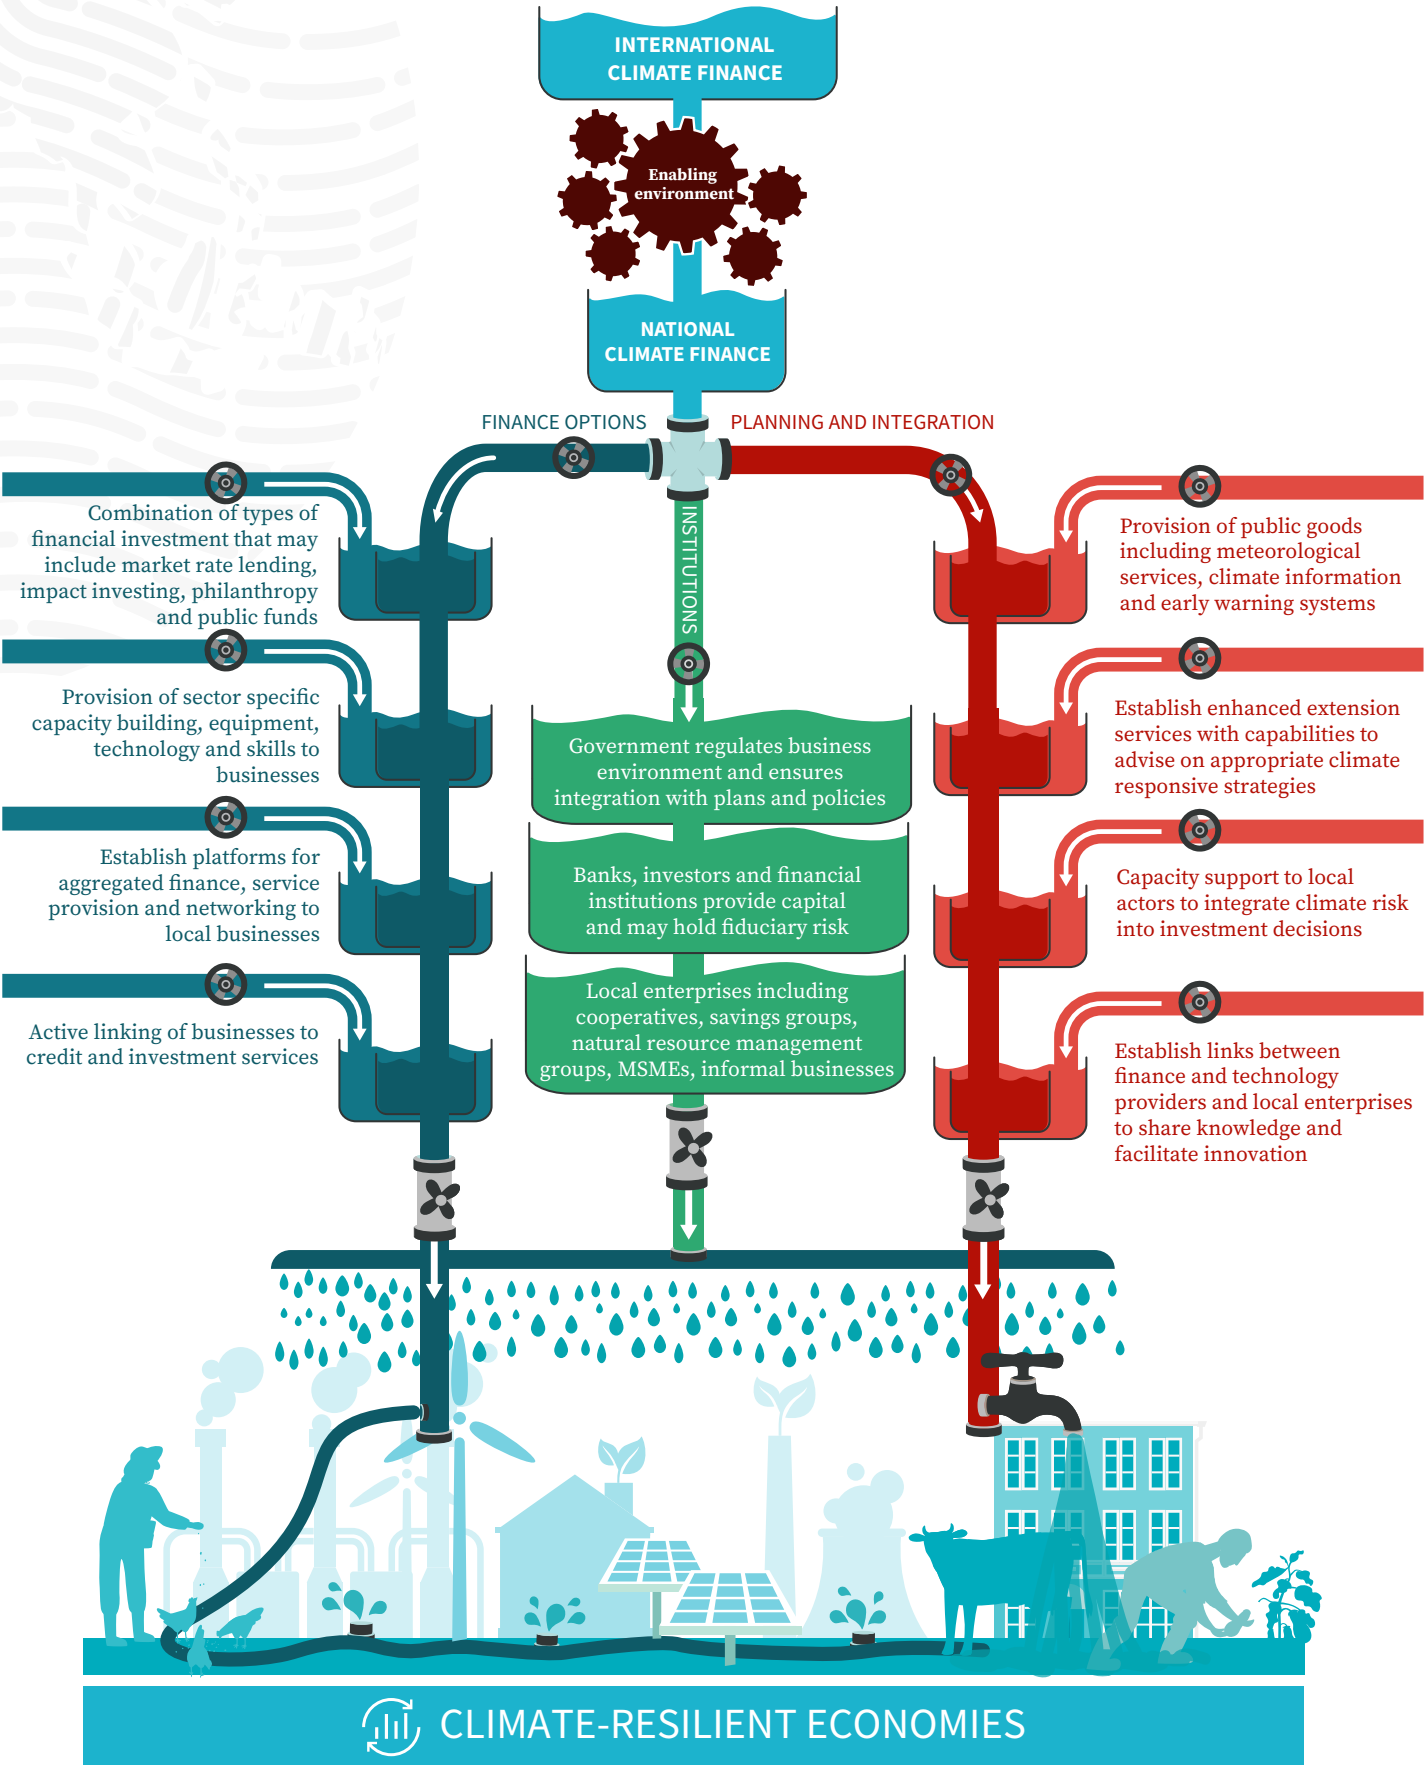 INTERNATIONAL
CLIMATE FINANCE
Enabling
environment
NATIONAL
CLIMATE FINANCE
FINANCE OPTIONS
PLANNING AND INTEGRATION
Combination of types of
financial investment that may
include market rate lending,
impact investing, philanthropy
and public funds
Provision of sector specific
capacity building, equipment,
technology and skills to
businesses
Establish platforms for
aggregated finance, service
provision and networking to
local businesses
Active linking of businesses to
credit and investment services
INSTITUTIONS
Government regulates business
environment and ensures
integration with plans and policies
Banks, investors and financial
institutions provide capital
and may hold fiduciary risk
Local enterprises including
cooperatives, savings groups,
natural resource management
groups, MSMEs, informal businesses
Provision of public goods
including meteorological
services, climate information
and early warning systems
Establish enhanced extension
services with capabilities to
advise on appropriate climate
responsive strategies
Capacity support to local
actors to integrate climate risk
into investment decisions
Establish links between
finance and technology
providers and local enterprises
to share knowledge and
facilitate innovation
CLIMATE-RESILIENT ECONOMIES